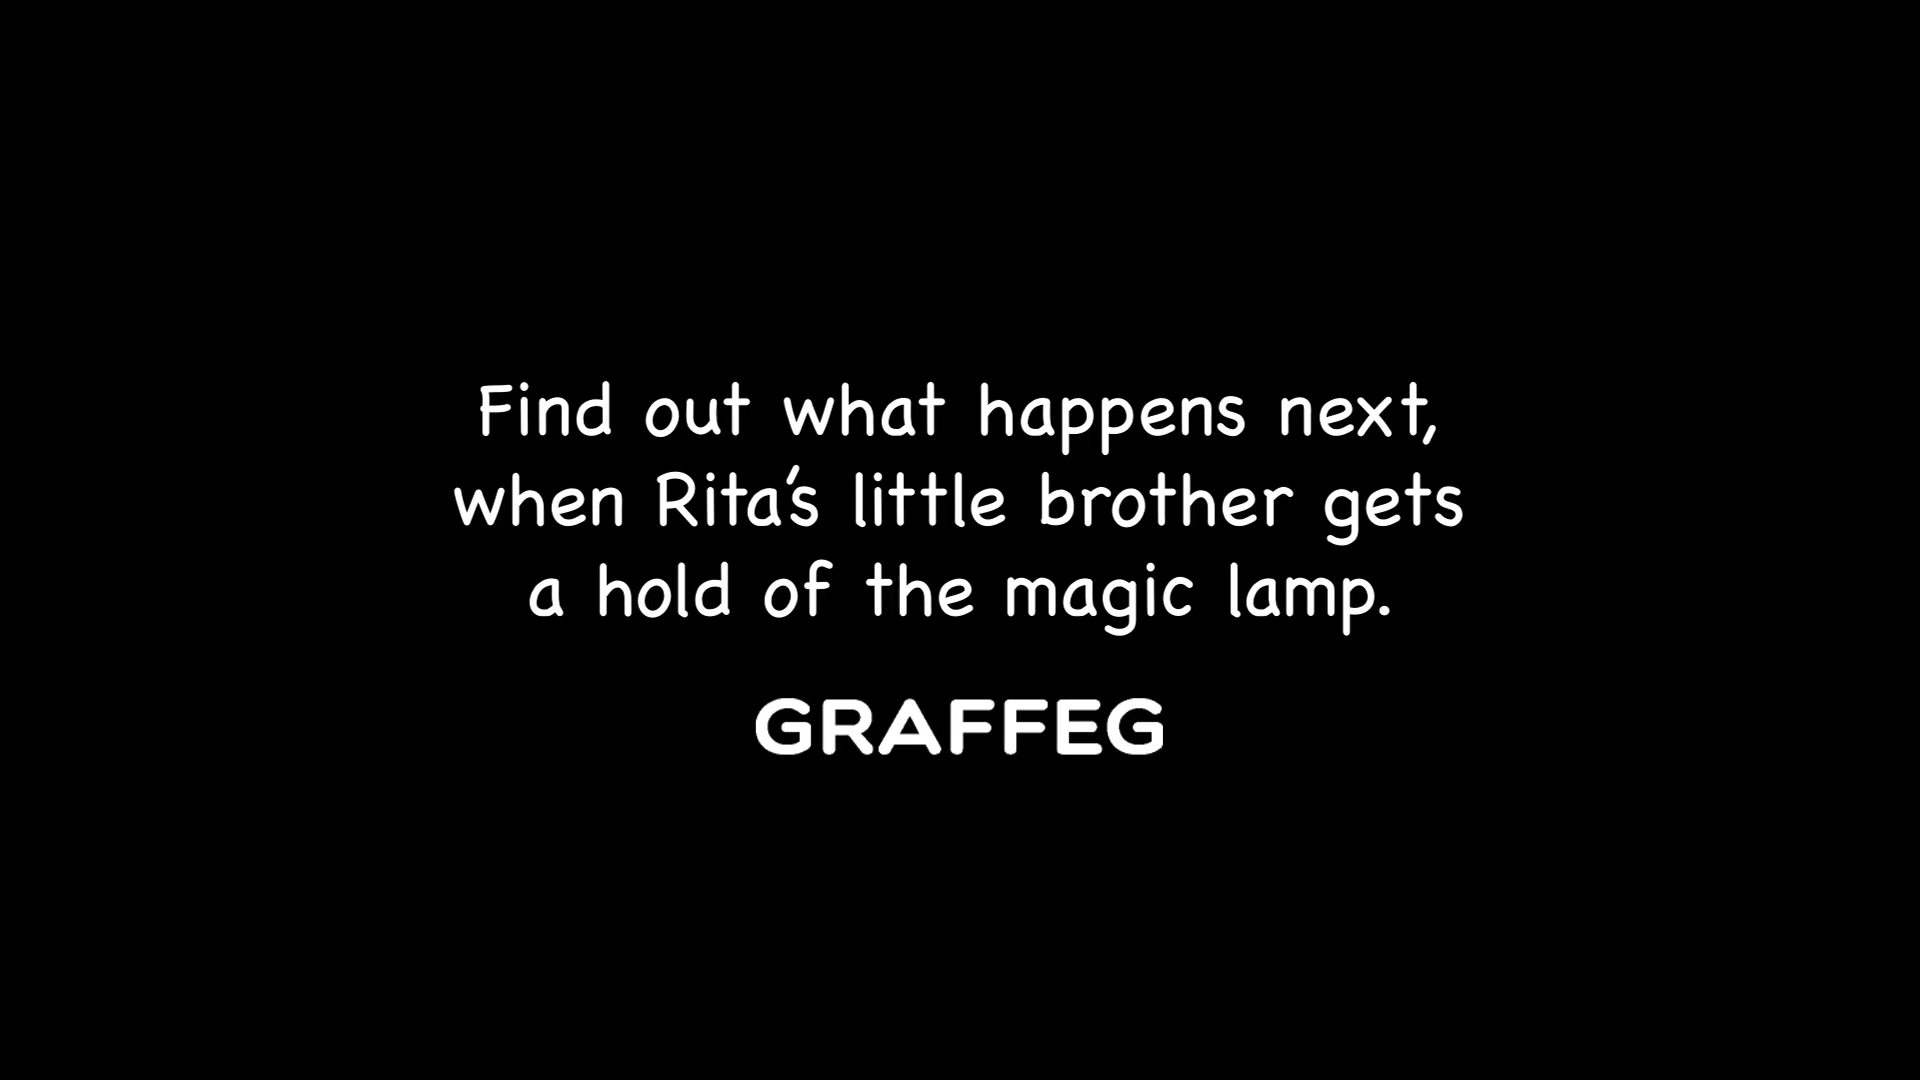 Find out what happens next,
when Rita’s little brother gets
a hold of the magic lamp.
GRAFFEG